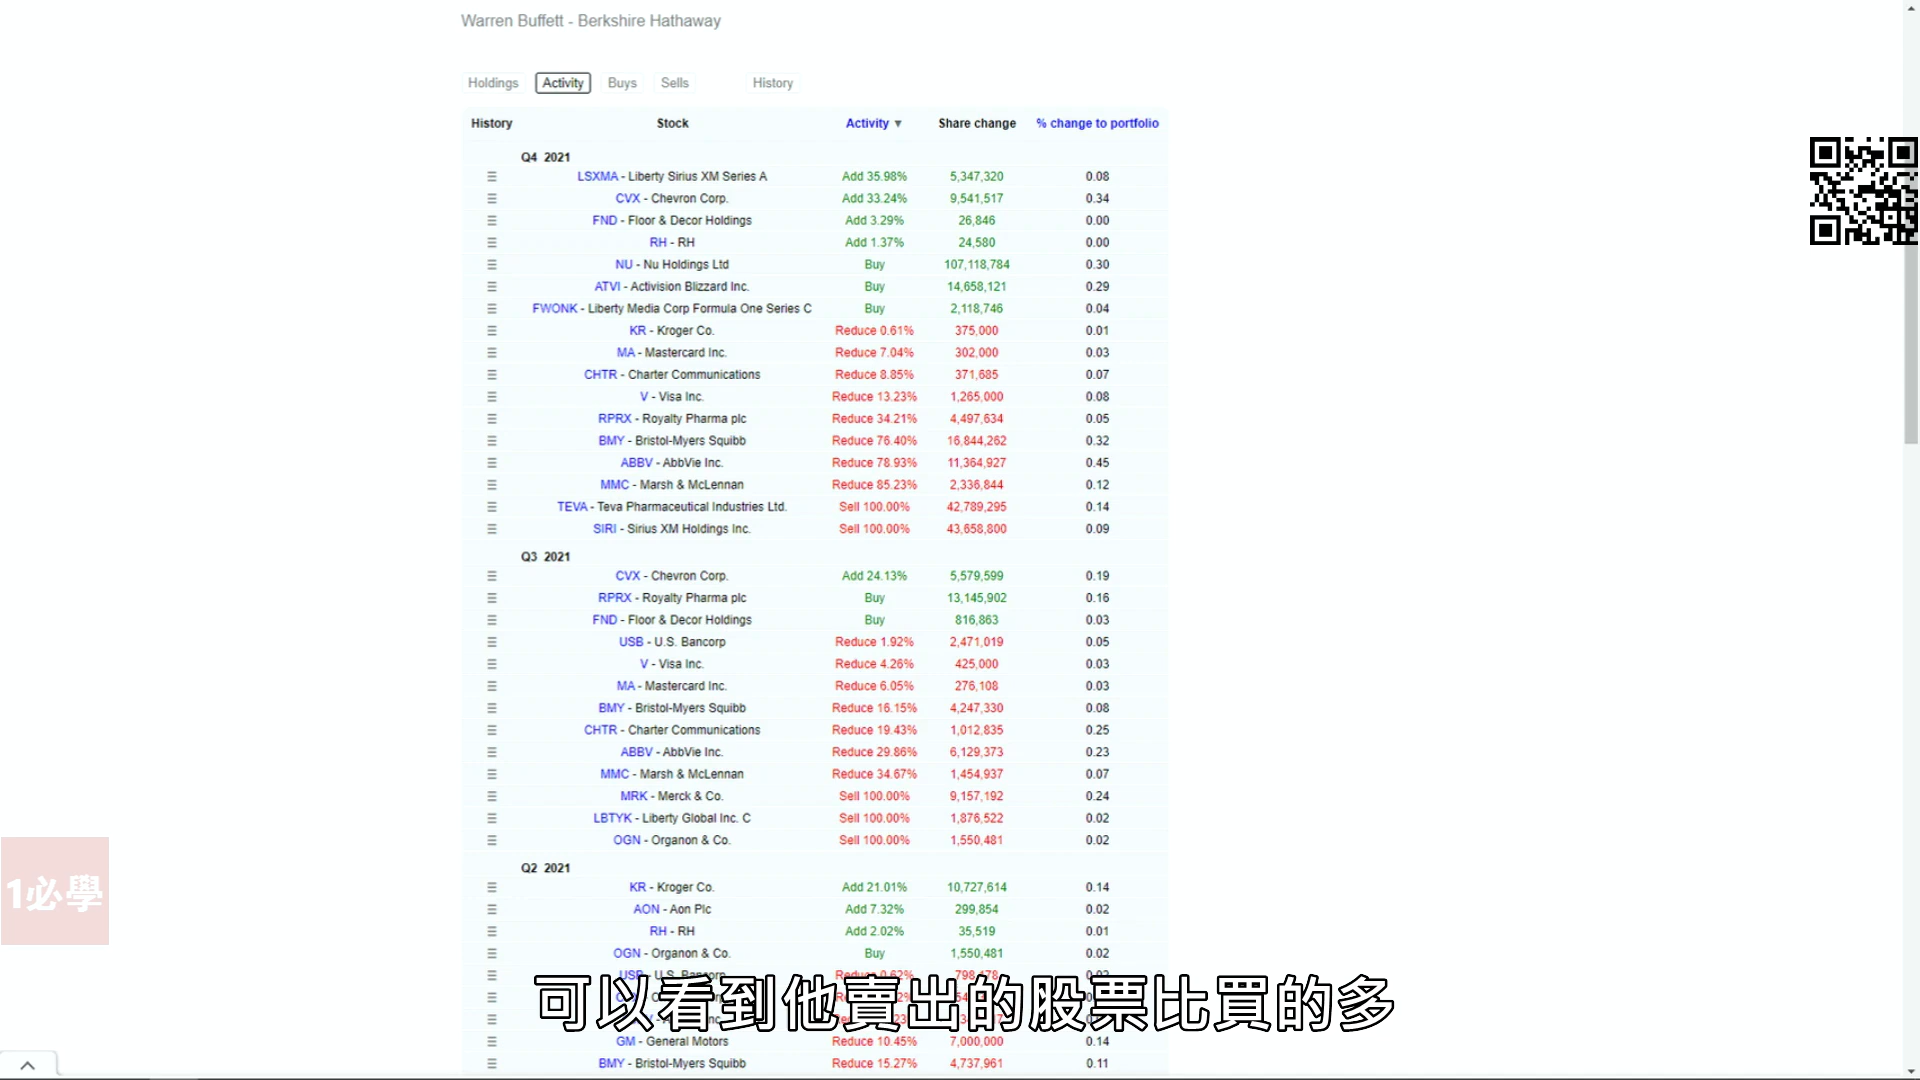 Warren Buffett - Berkshire Hathaway
Holdings Activity Buys Sells History
History Stock Activity ▼ Share change % change to portfolio
Q4 2021
LSXMA - Liberty Sirius XM Series A Add 35.98% 5,347,320 0.08
CVX - Chevron Corp. Add 33.24% 9,541,517 0.34
FND - Floor & Decor Holdings Add 3.29% 26,846 0.00
RH - RH Add 1.37% 24,580 0.00
NU - Nu Holdings Ltd Buy 107,118,784 0.30
ATVI - Activision Blizzard Inc. Buy 14,658,121 0.29
FWONK - Liberty Media Corp Formula One Series C Buy 2,118,746 0.04
KR - Kroger Co. Reduce 0.61% 375,000 0.01
MA - Mastercard Inc. Reduce 7.04% 302,000 0.03
CHTR - Charter Communications Reduce 8.85% 371,685 0.07
V - Visa Inc. Reduce 13.23% 1,265,000 0.08
RPRX - Royalty Pharma plc Reduce 34.21% 4,497,634 0.05
BMY - Bristol-Myers Squibb Reduce 76.40% 16,844,262 0.32
ABBV - AbbVie Inc. Reduce 78.93% 11,364,927 0.45
MMC - Marsh & McLennan Reduce 85.23% 2,336,844 0.12
TEVA - Teva Pharmaceutical Industries Ltd. Sell 100.00% 42,789,295 0.14
SIRI - Sirius XM Holdings Inc. Sell 100.00% 43,658,800 0.09
Q3 2021
CVX - Chevron Corp. Add 24.13% 5,579,599 0.19
RPRX - Royalty Pharma plc Buy 13,145,902 0.16
FND - Floor & Decor Holdings Buy 816,863 0.03
USB - U.S. Bancorp Reduce 1.92% 2,471,019 0.05
V - Visa Inc. Reduce 4.26% 425,000 0.03
MA - Mastercard Inc. Reduce 6.05% 276,108 0.03
BMY - Bristol-Myers Squibb Reduce 16.15% 4,247,330 0.08
CHTR - Charter Communications Reduce 19.43% 1,012,835 0.25
ABBV - AbbVie Inc. Reduce 29.86% 6,129,373 0.23
MMC - Marsh & McLennan Reduce 34.67% 1,454,937 0.07
MRK - Merck & Co. Sell 100.00% 9,157,192 0.24
LBTYK - Liberty Global Inc. C Sell 100.00% 1,876,522 0.02
OGN - Organon & Co. Sell 100.00% 1,550,481 0.02
Q2 2021
KR - Kroger Co. Add 21.01% 10,727,614 0.14
1必學
AON - Aon Plc Add 7.32% 299,854 0.02
RH - RH Add 2.02% 35,519 0.01
OGN - Organon & Co. Buy 1,550,481 0.02
可以看到他賣出的股票比買的多
GM - General Motors Reduce 10.45% 7,000,000 0.14
BMY - Bristol-Myers Squibb Reduce 15.27% 4,737,961 0.11